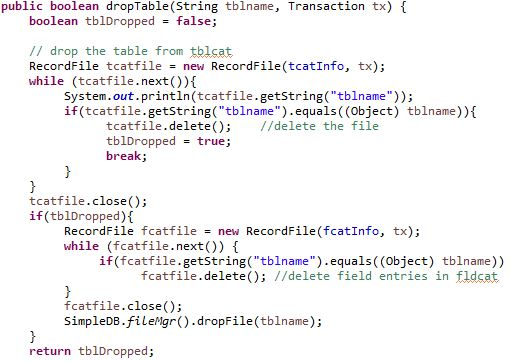 public boolean dropTable(String tblname, Transaction tx) {
    boolean tblDropped = false;

    // drop the table from tblcat
    RecordFile tcatfile = new RecordFile(tcatInfo, tx);
    while (tcatfile.next()){
        System.out.println(tcatfile.getString("tblname"));
        if(tcatfile.getString("tblname").equals((Object) tblname)){
            tcatfile.delete();    //delete the file
            tblDropped = true;
            break;
        }
    }
    tcatfile.close();
    if(tblDropped){
        RecordFile fcatfile = new RecordFile(fcatInfo, tx);
        while (fcatfile.next()) {
            if(fcatfile.getString("tblname").equals((Object) tblname))
                fcatfile.delete(); //delete field entries in fldcat
        }
        fcatfile.close();
        SimpleDB.fileMgr().dropFile(tblname);
    }
    return tblDropped;